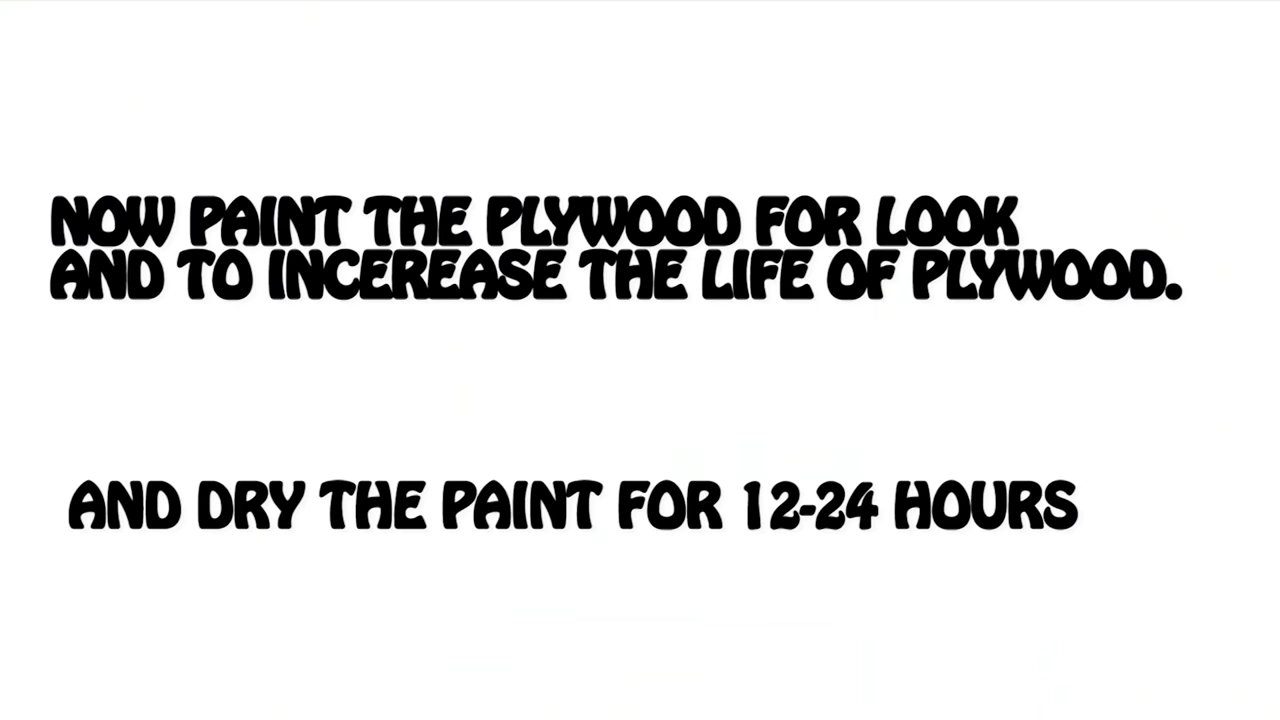 NOW PAINT THE PLYWOOD FOR LOOK
AND TO INCEREASE THE LIFE OF PLYWOOD.
AND DRY THE PAINT FOR 12-24 HOURS